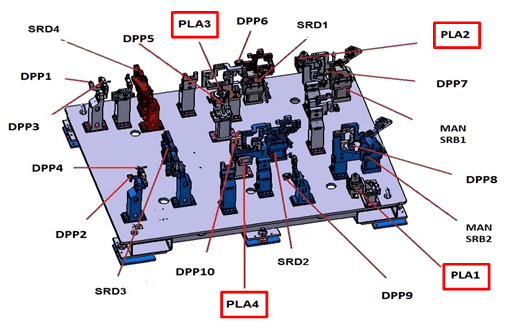 PLA3
DPP6
SRD1
SRD4
DPP5
PLA2
DPP1
DPP7
DPP3
MAN
SRB1
DPP4
DPP8
DPP2
MAN
SRB2
SRD3
DPP10
SRD2
PLA1
PLA4
DPP9